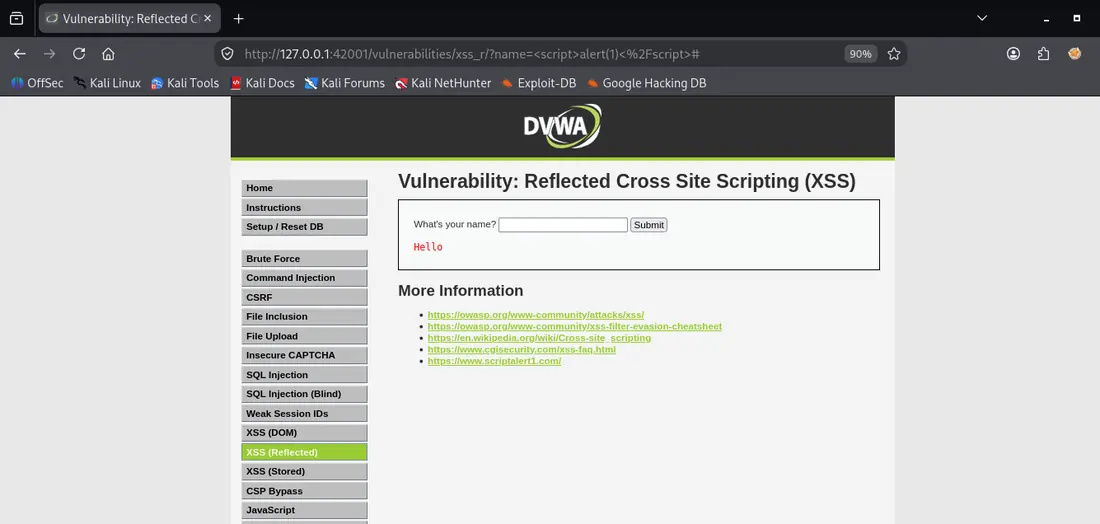 Vulnerability: Reflected C
http://127.0.0.1:42001/vulnerabilities/xss_r/?name=<script>alert(1)<%2Fscript>#
90%
OffSec Kali Linux Kali Tools Kali Docs Kali Forums Kali NetHunter Exploit-DB Google Hacking DB
DVWA
Home
Instructions
Setup / Reset DB
Brute Force
Command Injection
CSRF
File Inclusion
File Upload
Insecure CAPTCHA
SQL Injection
SQL Injection (Blind)
Weak Session IDs
XSS (DOM)
XSS (Reflected)
XSS (Stored)
CSP Bypass
JavaScript
Vulnerability: Reflected Cross Site Scripting (XSS)
What's your name? Submit
Hello
More Information
https://owasp.org/www-community/attacks/xss/
https://owasp.org/www-community/xss-filter-evasion-cheatsheet
https://en.wikipedia.org/wiki/Cross-site_scripting
https://www.cgisecurity.com/xss-faq.html
https://www.scriptalert1.com/